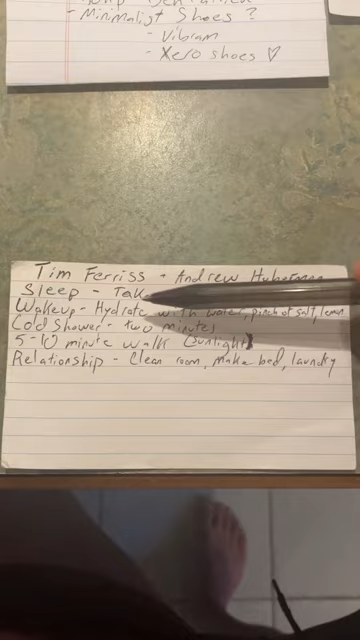 - Minimalist Shoes ?
- Vibram
- Xero shoes ♡
Tim Ferriss + Andrew Huberman
Sleep - Tak
Wakeup - Hydrate with water, pinch of salt, lemon
Cold Shower - two minutes
5-10 minute walk (sunlight)
Relationship - Clean room, make bed, laundry